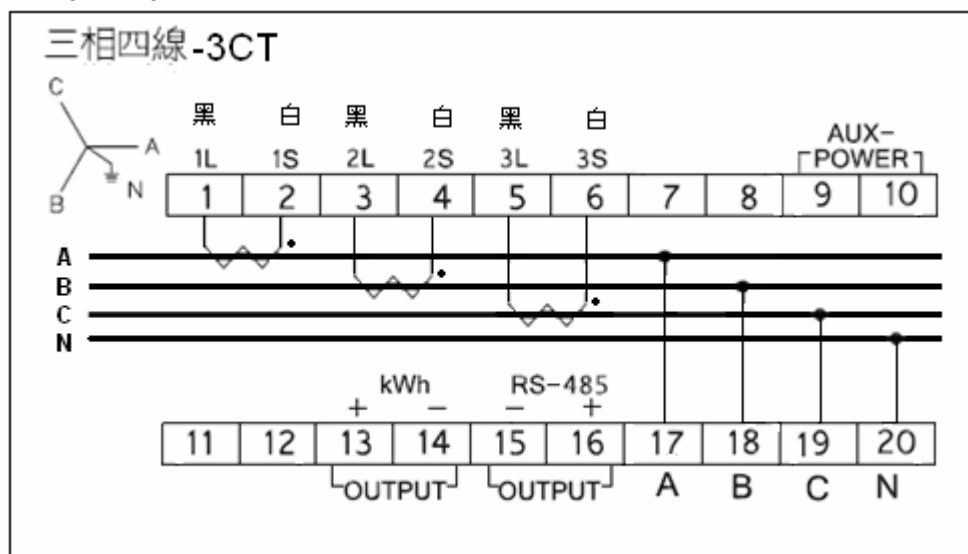 三相四線-3CT
C
A
N
B
黑 白 黑 白 黑 白
AUX-POWER
1L 1S 2L 2S 3L 3S
1 2 3 4 5 6 7 8 9 10
A
B
C
N
kWh RS-485
+ − − +
11 12 13 14 15 16 17 18 19 20
OUTPUT OUTPUT A B C N